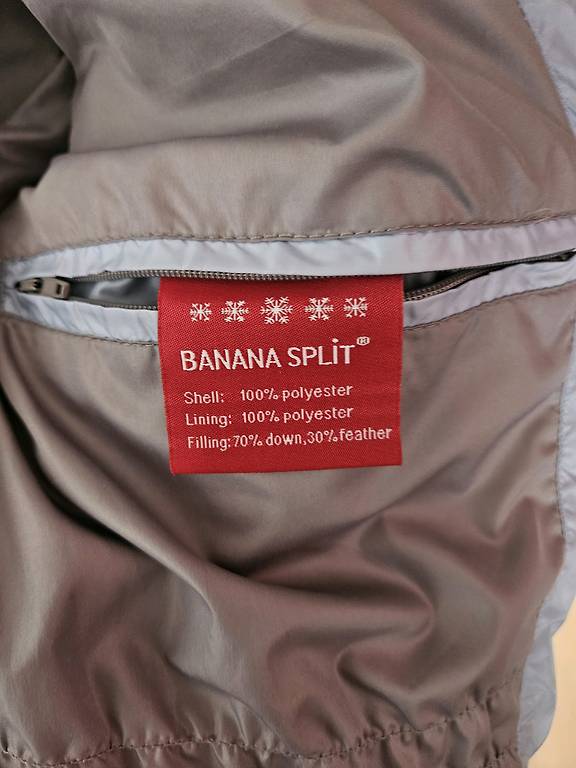 BANANA SPLiT®
Shell: 100% polyester
Lining: 100% polyester
Filling:70% down,30%feather